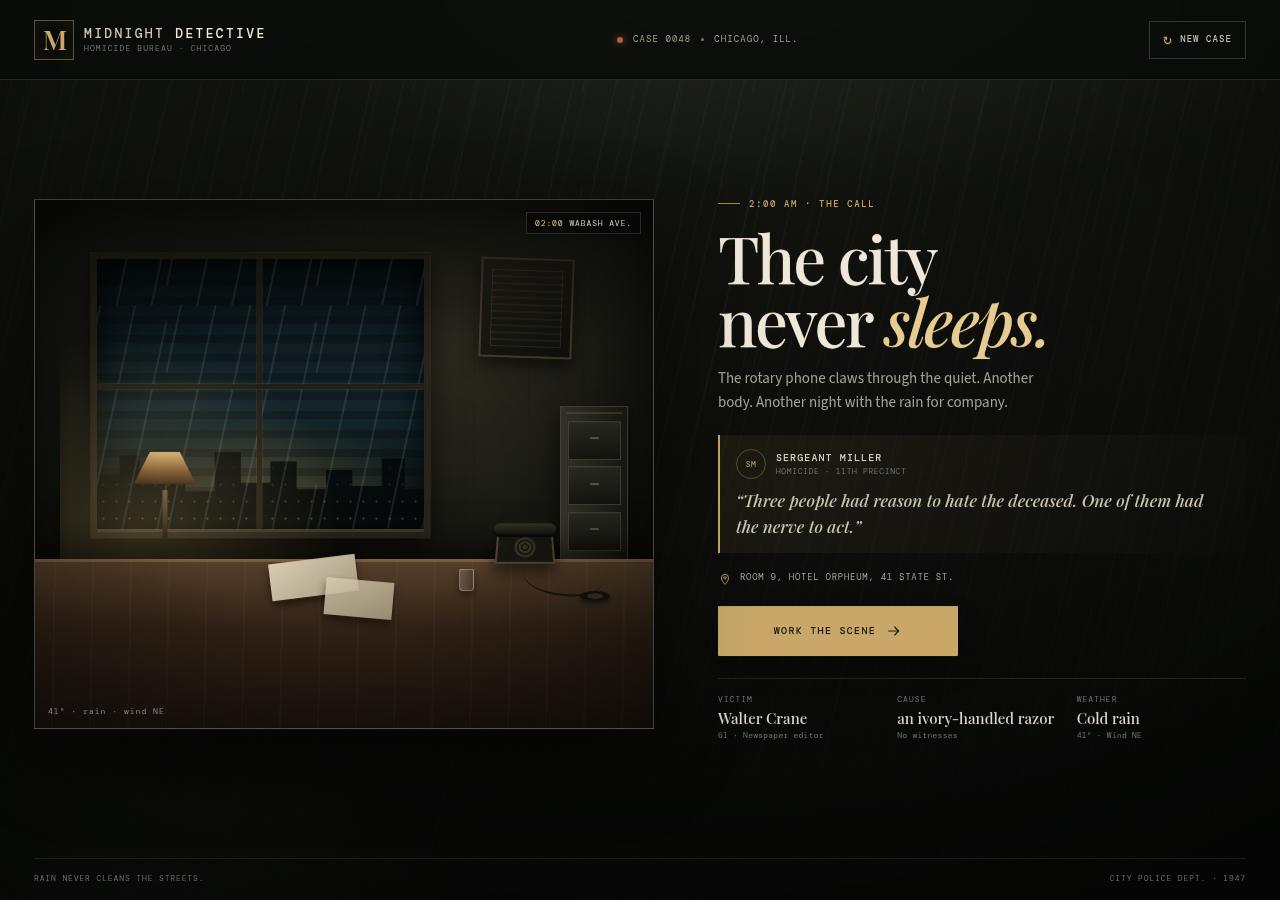 M
MIDNIGHT DETECTIVE
HOMICIDE BUREAU · CHICAGO
CASE 0048 • CHICAGO, ILL.
↻ NEW CASE
02:00 WABASH AVE.
41° · rain · wind NE
2:00 AM · THE CALL
The city
never sleeps.
The rotary phone claws through the quiet. Another
body. Another night with the rain for company.
SM
SERGEANT MILLER
HOMICIDE · 11TH PRECINCT
“Three people had reason to hate the deceased. One of them had
the nerve to act.”
ROOM 9, HOTEL ORPHEUM, 41 STATE ST.
WORK THE SCENE →
VICTIM
Walter Crane
61 · Newspaper editor
CAUSE
an ivory-handled razor
No witnesses
WEATHER
Cold rain
41° · Wind NE
RAIN NEVER CLEANS THE STREETS.
CITY POLICE DEPT. · 1947